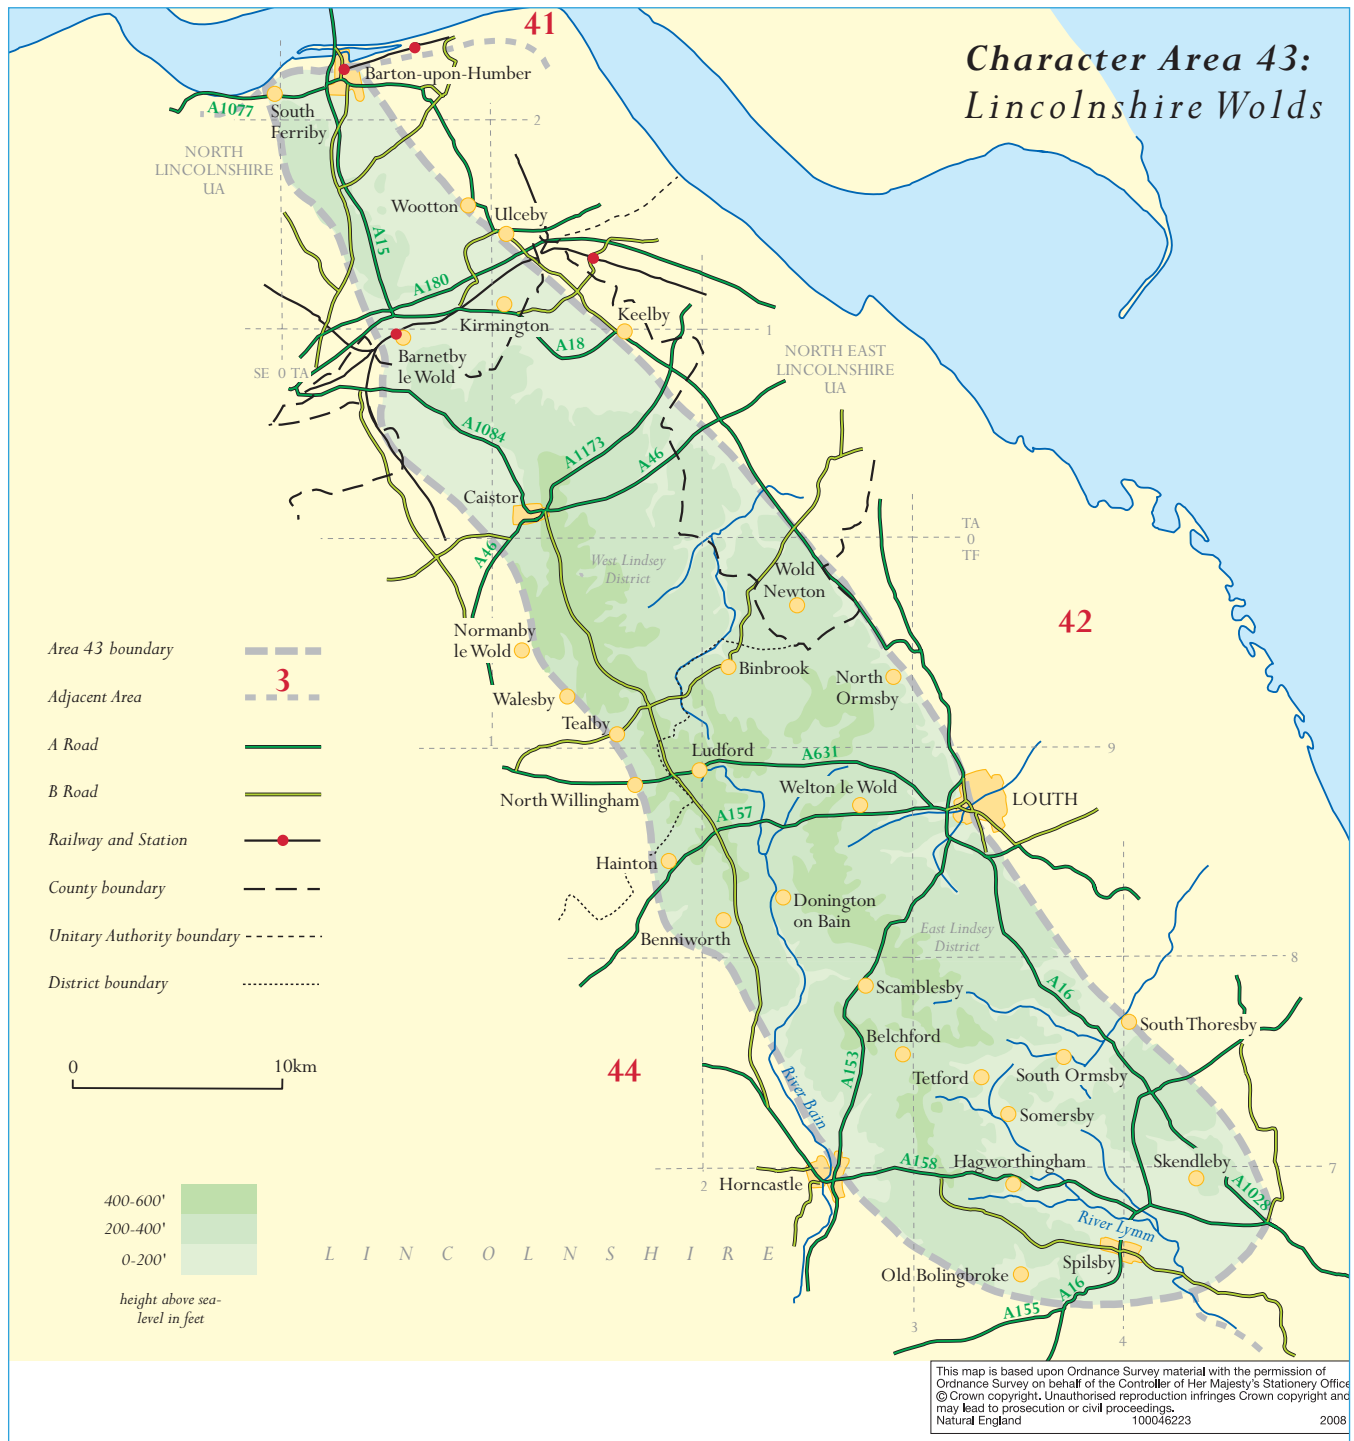 41
Character Area 43:
Lincolnshire Wolds
Barton-upon-Humber
A1077
South
Ferriby
2
NORTH
LINCOLNSHIRE
UA
Wootton
Ulceby
A15
A180
Kirmington
Keelby
1
A18
Barnetby
le Wold
SE 0 TA
NORTH EAST
LINCOLNSHIRE
UA
A1084
A1173
A46
Caistor
TA
0
TF
A46
West Lindsey
District
Wold
Newton
42
Normanby
le Wold
Binbrook
North
Ormsby
Walesby
Tealby
1
Ludford
A631
9
North Willingham
Welton le Wold
LOUTH
A157
Hainton
Donington
on Bain
Benniworth
East Lindsey
District
8
Scamblesby
A16
South Thoresby
Belchford
44
A153
Tetford
South Ormsby
River Bain
Somersby
Hagworthingham
Skendleby
A158
7
2
Horncastle
A1028
River Lymm
Spilsby
Old Bolingbroke
A16
A155
3
4
LINCOLNSHIRE
Area 43 boundary
3
Adjacent Area
A Road
B Road
Railway and Station
County boundary
Unitary Authority boundary
District boundary
0 10km
400-600'
200-400'
0-200'
height above sea-
level in feet
This map is based upon Ordnance Survey material with the permission of
Ordnance Survey on behalf of the Controller of Her Majesty's Stationery Office
© Crown copyright. Unauthorised reproduction infringes Crown copyright and
may lead to prosecution or civil proceedings.
Natural England 100046223 2008